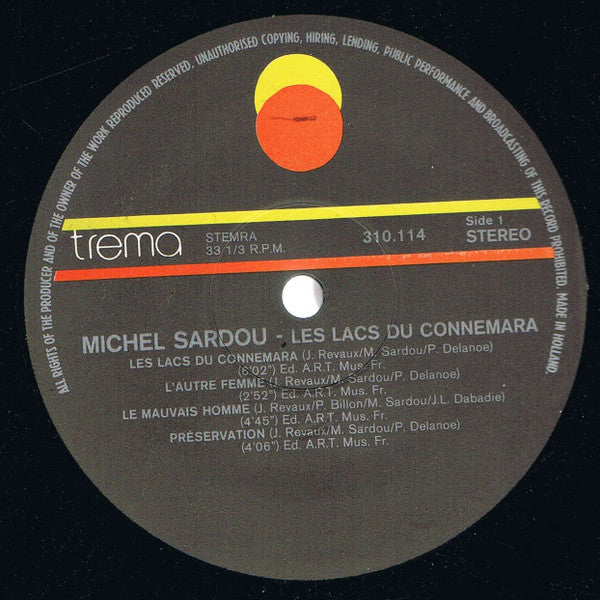 ALL RIGHTS OF THE PRODUCER AND OF THE OWNER OF THE WORK REPRODUCED RESERVED. UNAUTHORISED COPYING, HIRING, LENDING, PUBLIC PERFORMANCE AND BROADCASTING OF THIS RECORD PROHIBITED. MADE IN HOLLAND.
trema
STEMRA
33 1/3 R.P.M.
310.114
Side 1
STEREO
MICHEL SARDOU - LES LACS DU CONNEMARA
LES LACS DU CONNEMARA (J. Revaux/M. Sardou/P. Delanoe)
(6'02") Ed. A.R.T. Mus. Fr.
L'AUTRE FEMME (J. Revaux/M. Sardou/P. Delanoe)
(2'52") Ed. A.R.T. Mus. Fr.
LE MAUVAIS HOMME (J. Revaux/P. Billon/M. Sardou/J.L. Dabadie)
(4'45") Ed. A.R.T. Mus. Fr.
PRÉSERVATION (J. Revaux/M. Sardou/P. Delanoe)
(4'06") Ed. A.R.T. Mus. Fr.